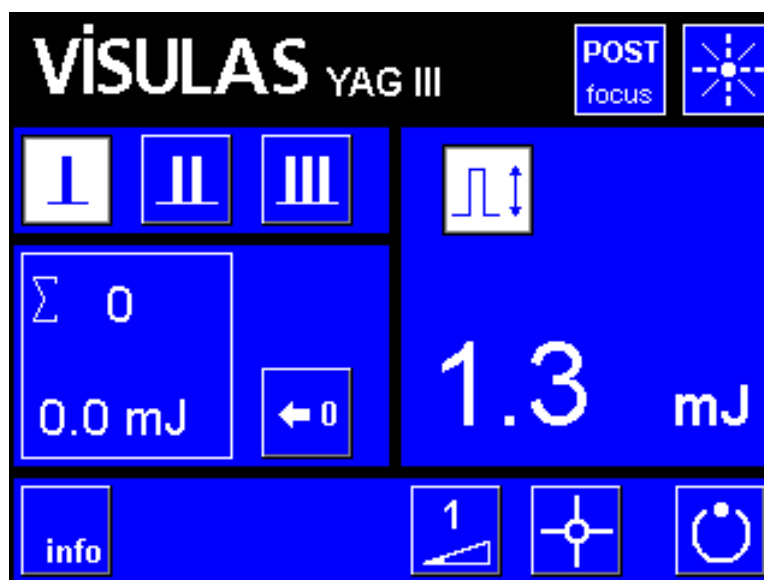 VİSULAS YAG III
POST
focus
Σ 0
0.0 mJ
0
1.3 mJ
info
1